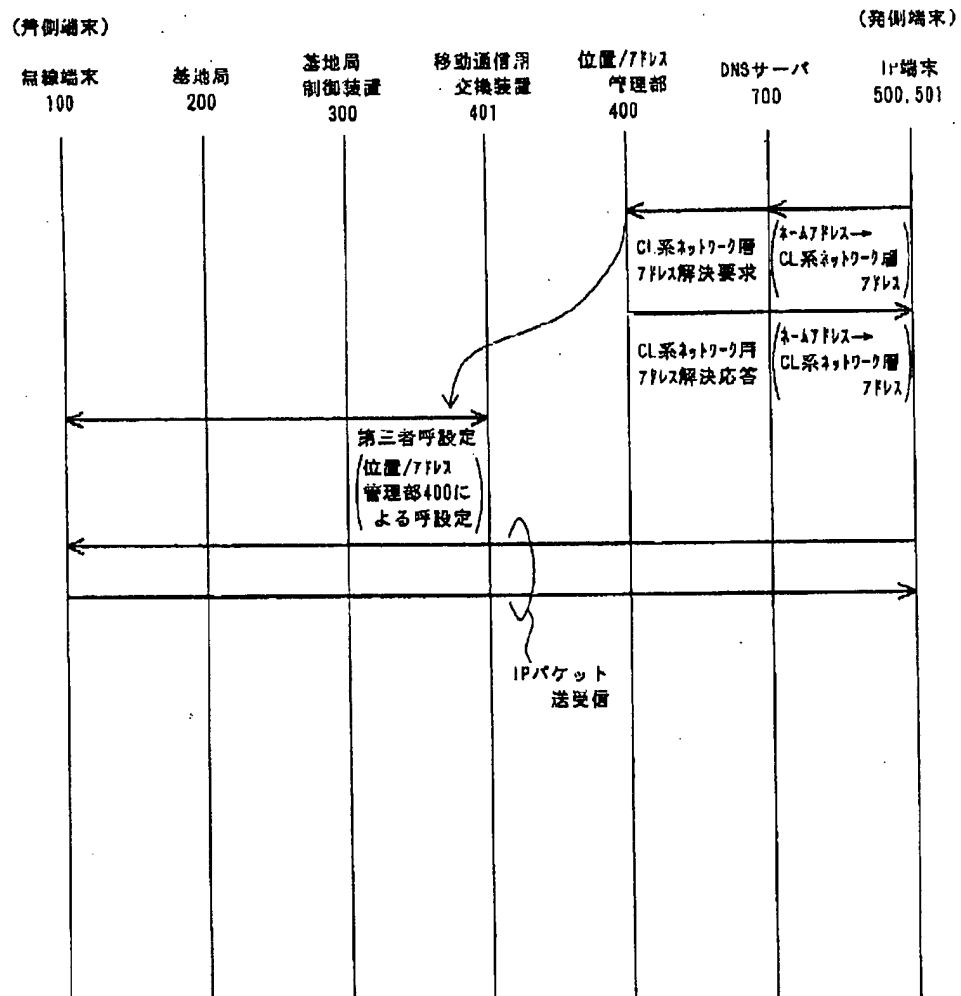 (着側端末)
(発側端末)
無線端末
100
基地局
200
基地局
制御装置
300
移動通信用
交換装置
401
位置/アドレス
管理部
400
DNSサーバ
700
IP端末
500,501
CL系ネットワーク層
アドレス解決要求
(ネームアドレス→
CL系ネットワーク層
アドレス)
CL系ネットワーク層
アドレス解決応答
(ネームアドレス→
CL系ネットワーク層
アドレス)
第三者呼設定
(位置/アドレス
管理部400に
よる呼設定)
IPパケット
送受信